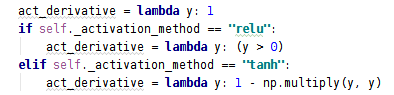 act_derivative = lambda y: 1
if self._activation_method == "relu":
    act_derivative = lambda y: (y > 0)
elif self._activation_method == "tanh":
    act_derivative = lambda y: 1 - np.multiply(y, y)